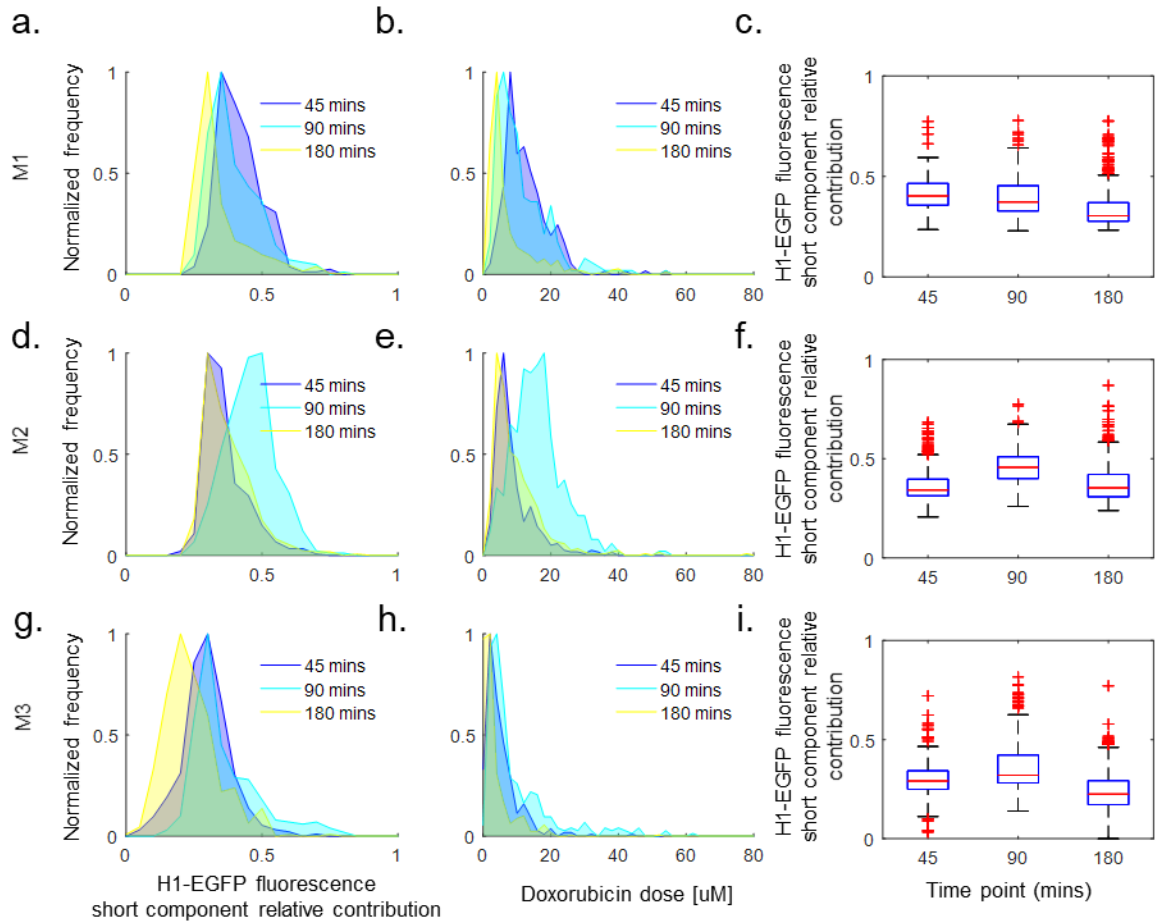 a.
M1
Normalized frequency
1
0.5
0
0
0.5
1
45 mins
90 mins
180 mins
b.
1
0.5
0
0
20
40
60
80
45 mins
90 mins
180 mins
c.
H1-EGFP fluorescence
short component relative
contribution
1
0.5
0
45
90
180
d.
M2
Normalized frequency
1
0.5
0
0
0.5
1
45 mins
90 mins
180 mins
e.
1
0.5
0
0
20
40
60
80
45 mins
90 mins
180 mins
f.
H1-EGFP fluorescence
short component relative
contribution
1
0.5
0
45
90
180
g.
M3
Normalized frequency
1
0.5
0
0
0.5
1
45 mins
90 mins
180 mins
H1-EGFP fluorescence
short component relative contribution
h.
1
0.5
0
0
20
40
60
80
45 mins
90 mins
180 mins
Doxorubicin dose [uM]
i.
H1-EGFP fluorescence
short component relative
contribution
1
0.5
0
45
90
180
Time point (mins)